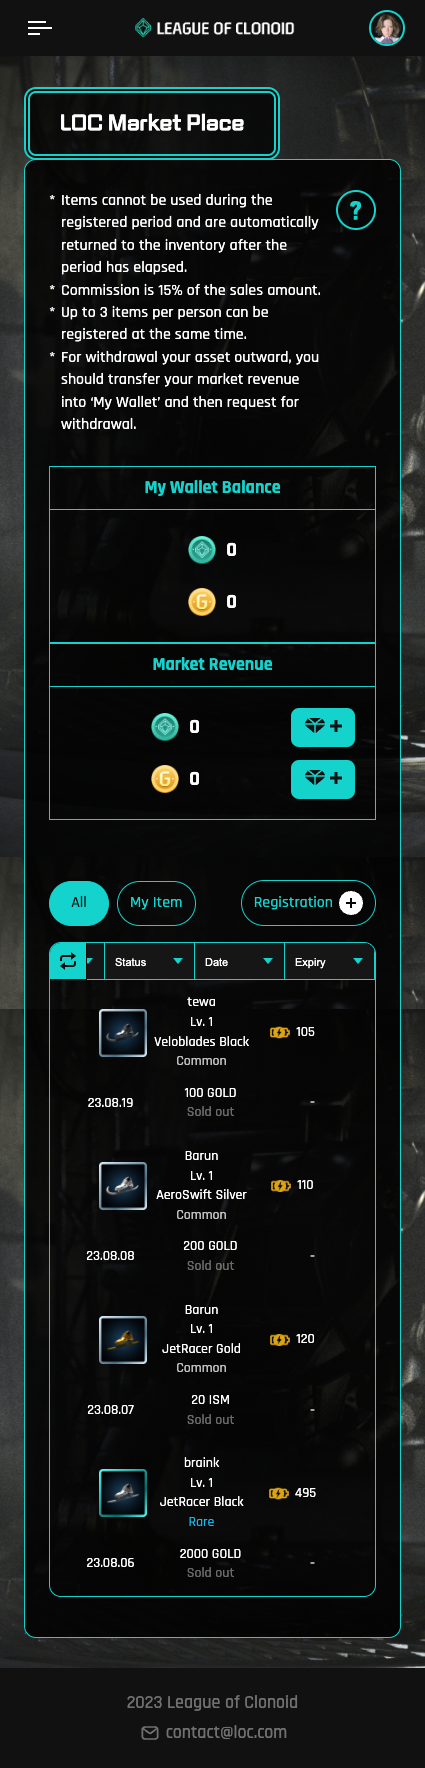 LEAGUE OF CLONOID
LOC Market Place
* Items cannot be used during the
registered period and are automatically
returned to the inventory after the
period has elapsed.
?
* Commission is 15% of the sales amount.
* Up to 3 items per person can be
registered at the same time.
* For withdrawal your asset outward, you
should transfer your market revenue
into ‘My Wallet’ and then request for
withdrawal.
My Wallet Balance
0
G 0
Market Revenue
0 +
G 0 +
All My Item Registration +
Status Date Expiry
tewa
Lv. 1
Veloblades Black
Common
105
23.08.19
100 GOLD
Sold out
-
Barun
Lv. 1
AeroSwift Silver
Common
110
23.08.08
200 GOLD
Sold out
-
Barun
Lv. 1
JetRacer Gold
Common
120
23.08.07
20 ISM
Sold out
-
braink
Lv. 1
JetRacer Black
Rare
495
23.08.06
2000 GOLD
Sold out
-
2023 League of Clonoid
contact@loc.com